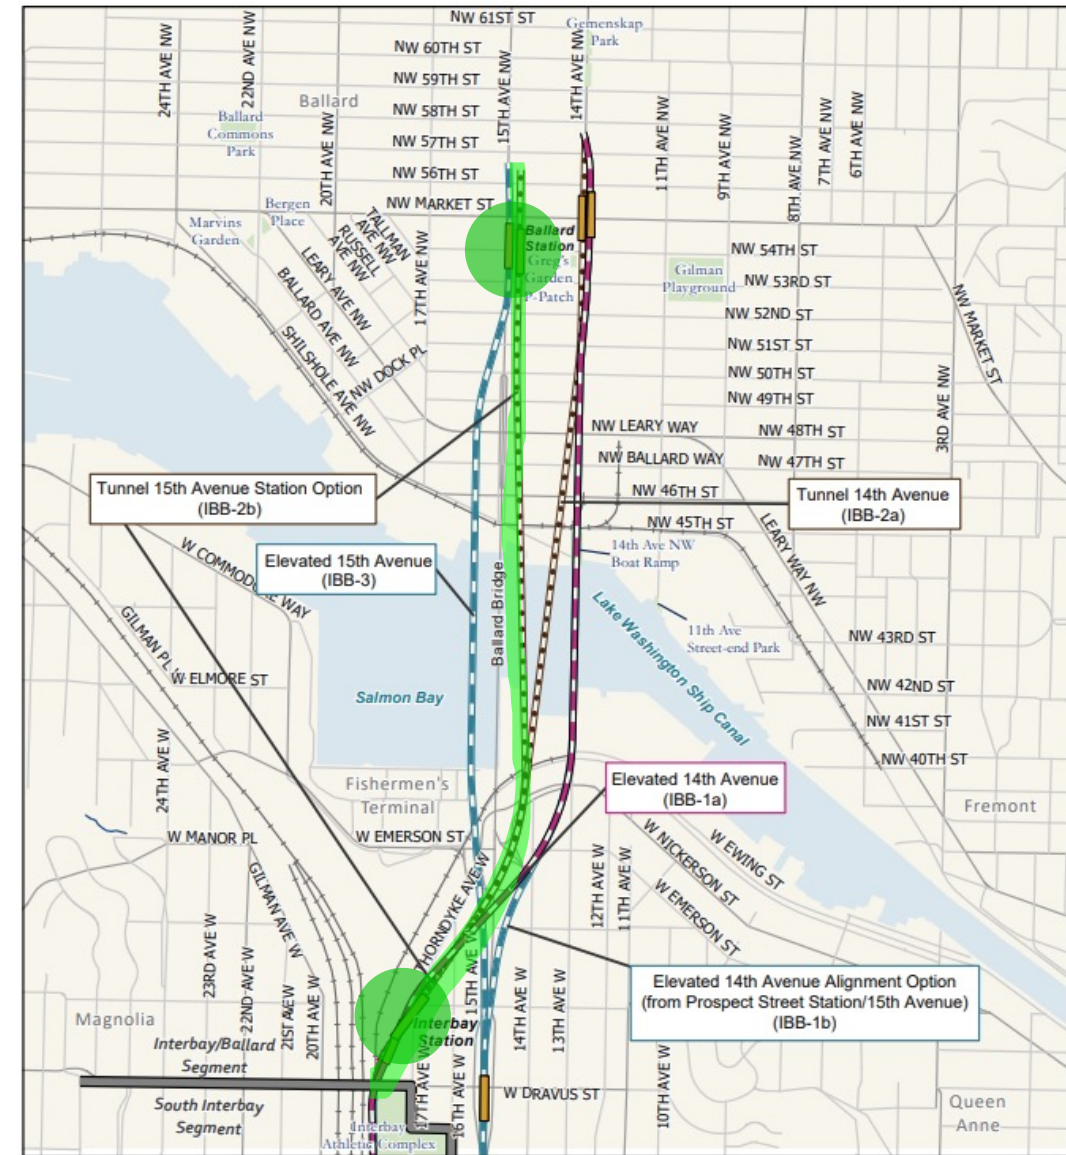 NW 61ST ST
Gemenskap
Park
NW 60TH ST
24TH AVE NW
22ND AVE NW
15TH AVE NW
14TH AVE NW
NW 59TH ST
Ballard
NW 58TH ST
Ballard
Commons
Park
20TH AVE NW
11TH AVE NW
9TH AVE NW
8TH AVE NW
7TH AVE NW
6TH AVE NW
NW 57TH ST
NW 56TH ST
NW MARKET ST
Bergen
Place
Marvins
Garden
TALLMAN
AVE NW
RUSSELL
AVE NW
LEARY AVE NW
BALLARD AVE NW
SHILSHOLE AVE NW
17TH AVE NW
NW DOCK PL
Ballard
Station
Greg's
Garden
P-Patch
NW 54TH ST
Gilman
Playground
NW 53RD ST
NW 52ND ST
NW 51ST ST
NW 50TH ST
NW 49TH ST
NW MARKET ST
3RD AVE NW
NW LEARY WAY
NW 48TH ST
NW BALLARD WAY
NW 47TH ST
NW 46TH ST
NW 45TH ST
Tunnel 15th Avenue Station Option
(IBB-2b)
Tunnel 14th Avenue
(IBB-2a)
Elevated 15th Avenue
(IBB-3)
14th Ave NW
Boat Ramp
LEARY WAY NW
W COMMODORE WAY
Ballard Bridge
Lake Washington Ship Canal
11th Ave
Street-end Park
NW 43RD ST
GILMAN PL W
W ELMORE ST
Salmon Bay
NW 42ND ST
NW 41ST ST
NW 40TH ST
24TH AVE W
Fishermen's
Terminal
Elevated 14th Avenue
(IBB-1a)
Fremont
W MANOR PL
W EMERSON ST
W NICKERSON ST
W EWING ST
W EMERSON ST
GILMAN AVE W
THORNDYKE AVE W
12TH AVE W
11TH AVE W
23RD AVE W
22ND AVE W
21ST AVE W
20TH AVE W
15TH AVE W
14TH AVE W
13TH AVE W
Elevated 14th Avenue Alignment Option
(from Prospect Street Station/15th Avenue)
(IBB-1b)
Magnolia
Interbay
Station
Interbay/Ballard
Segment
South Interbay
Segment
17TH AVE W
16TH AVE W
W DRAVUS ST
10TH AVE W
Queen
Anne
Interbay
Athletic Complex